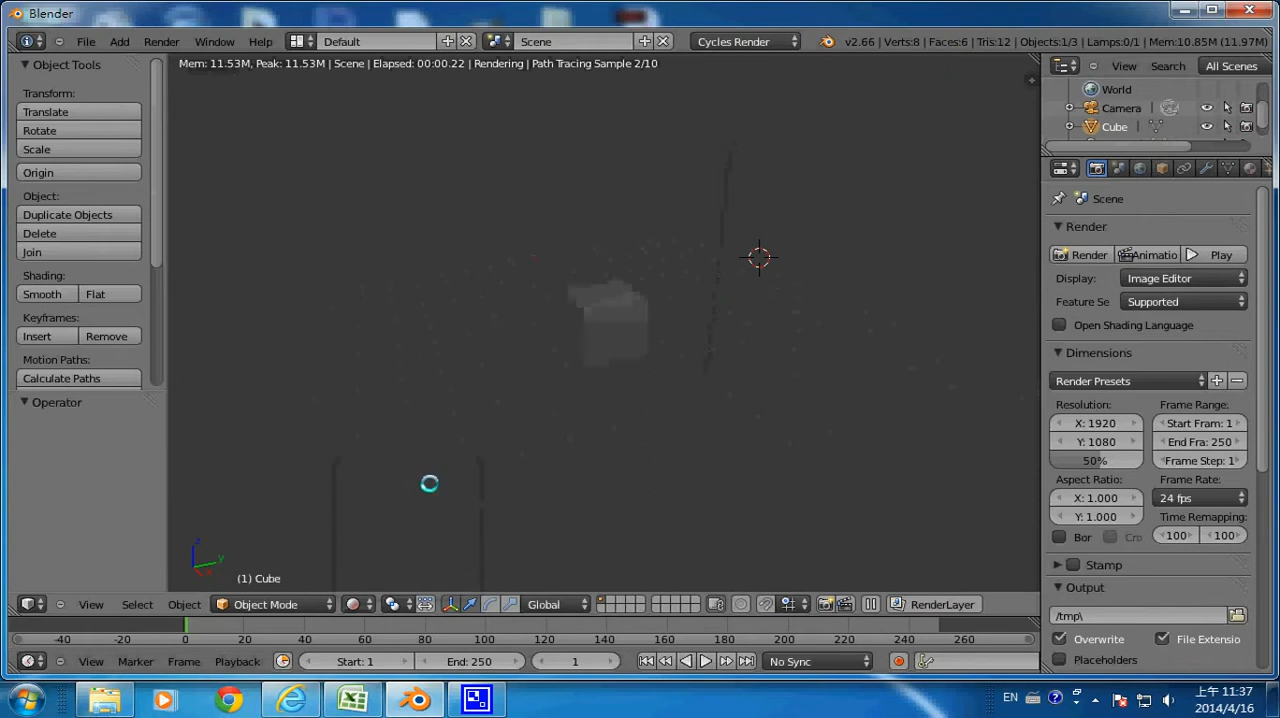 Blender
File Add Render Window Help Default Scene Cycles Render v2.66 | Verts:8 | Faces:6 | Tris:12 | Objects:1/3 | Lamps:0/1 | Mem:10.85M (11.97M)
Object Tools
Mem: 11.53M, Peak: 11.53M | Scene | Elapsed: 00:00.22 | Rendering | Path Tracing Sample 2/10
View Search All Scenes
World
Camera
Cube
Transform:
Translate
Rotate
Scale
Origin
Object:
Duplicate Objects
Delete
Join
Shading:
Smooth Flat
Keyframes:
Insert Remove
Motion Paths:
Calculate Paths
Operator
Scene
Render
Render Animatio Play
Display: Image Editor
Feature Se Supported
Open Shading Language
Dimensions
Render Presets
Resolution: Frame Range:
X: 1920 Start Fram: 1
Y: 1080 End Fra: 250
50% Frame Step: 1
Aspect Ratio: Frame Rate:
X: 1.000 24 fps
Y: 1.000 Time Remapping:
Bor Cro 100 100
Stamp
Output
/tmp\
Overwrite File Extensio
Placeholders
z
y
x
(1) Cube
View Select Object Object Mode Global RenderLayer
-40 -20 0 20 40 60 80 100 120 140 160 180 200 220 240 260
View Marker Frame Playback Start: 1 End: 250 1 No Sync
EN
上午 11:37
2014/4/16